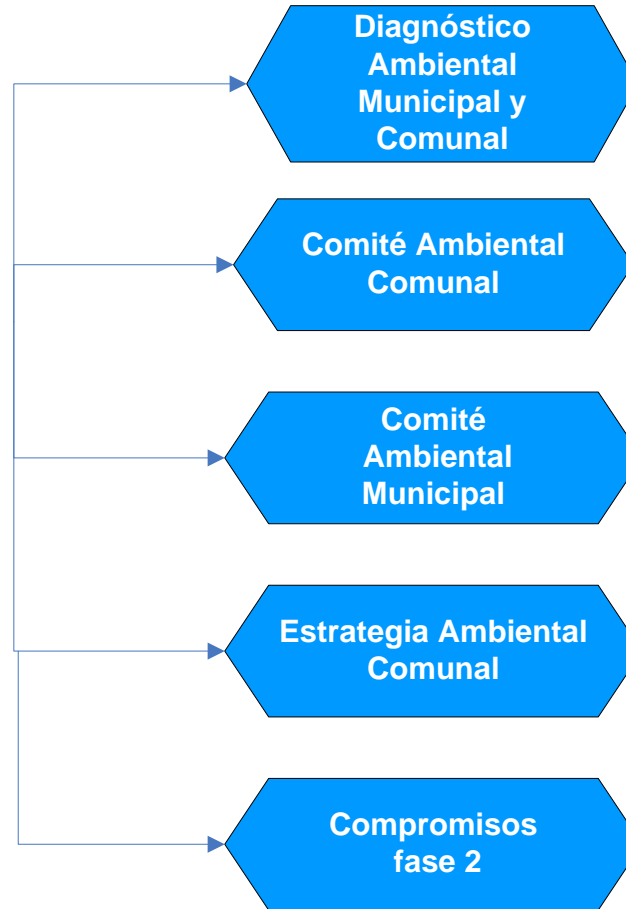 Diagnóstico
Ambiental
Municipal y
Comunal
Comité Ambiental
Comunal
Comité
Ambiental
Municipal
Estrategia Ambiental
Comunal
Compromisos
fase 2